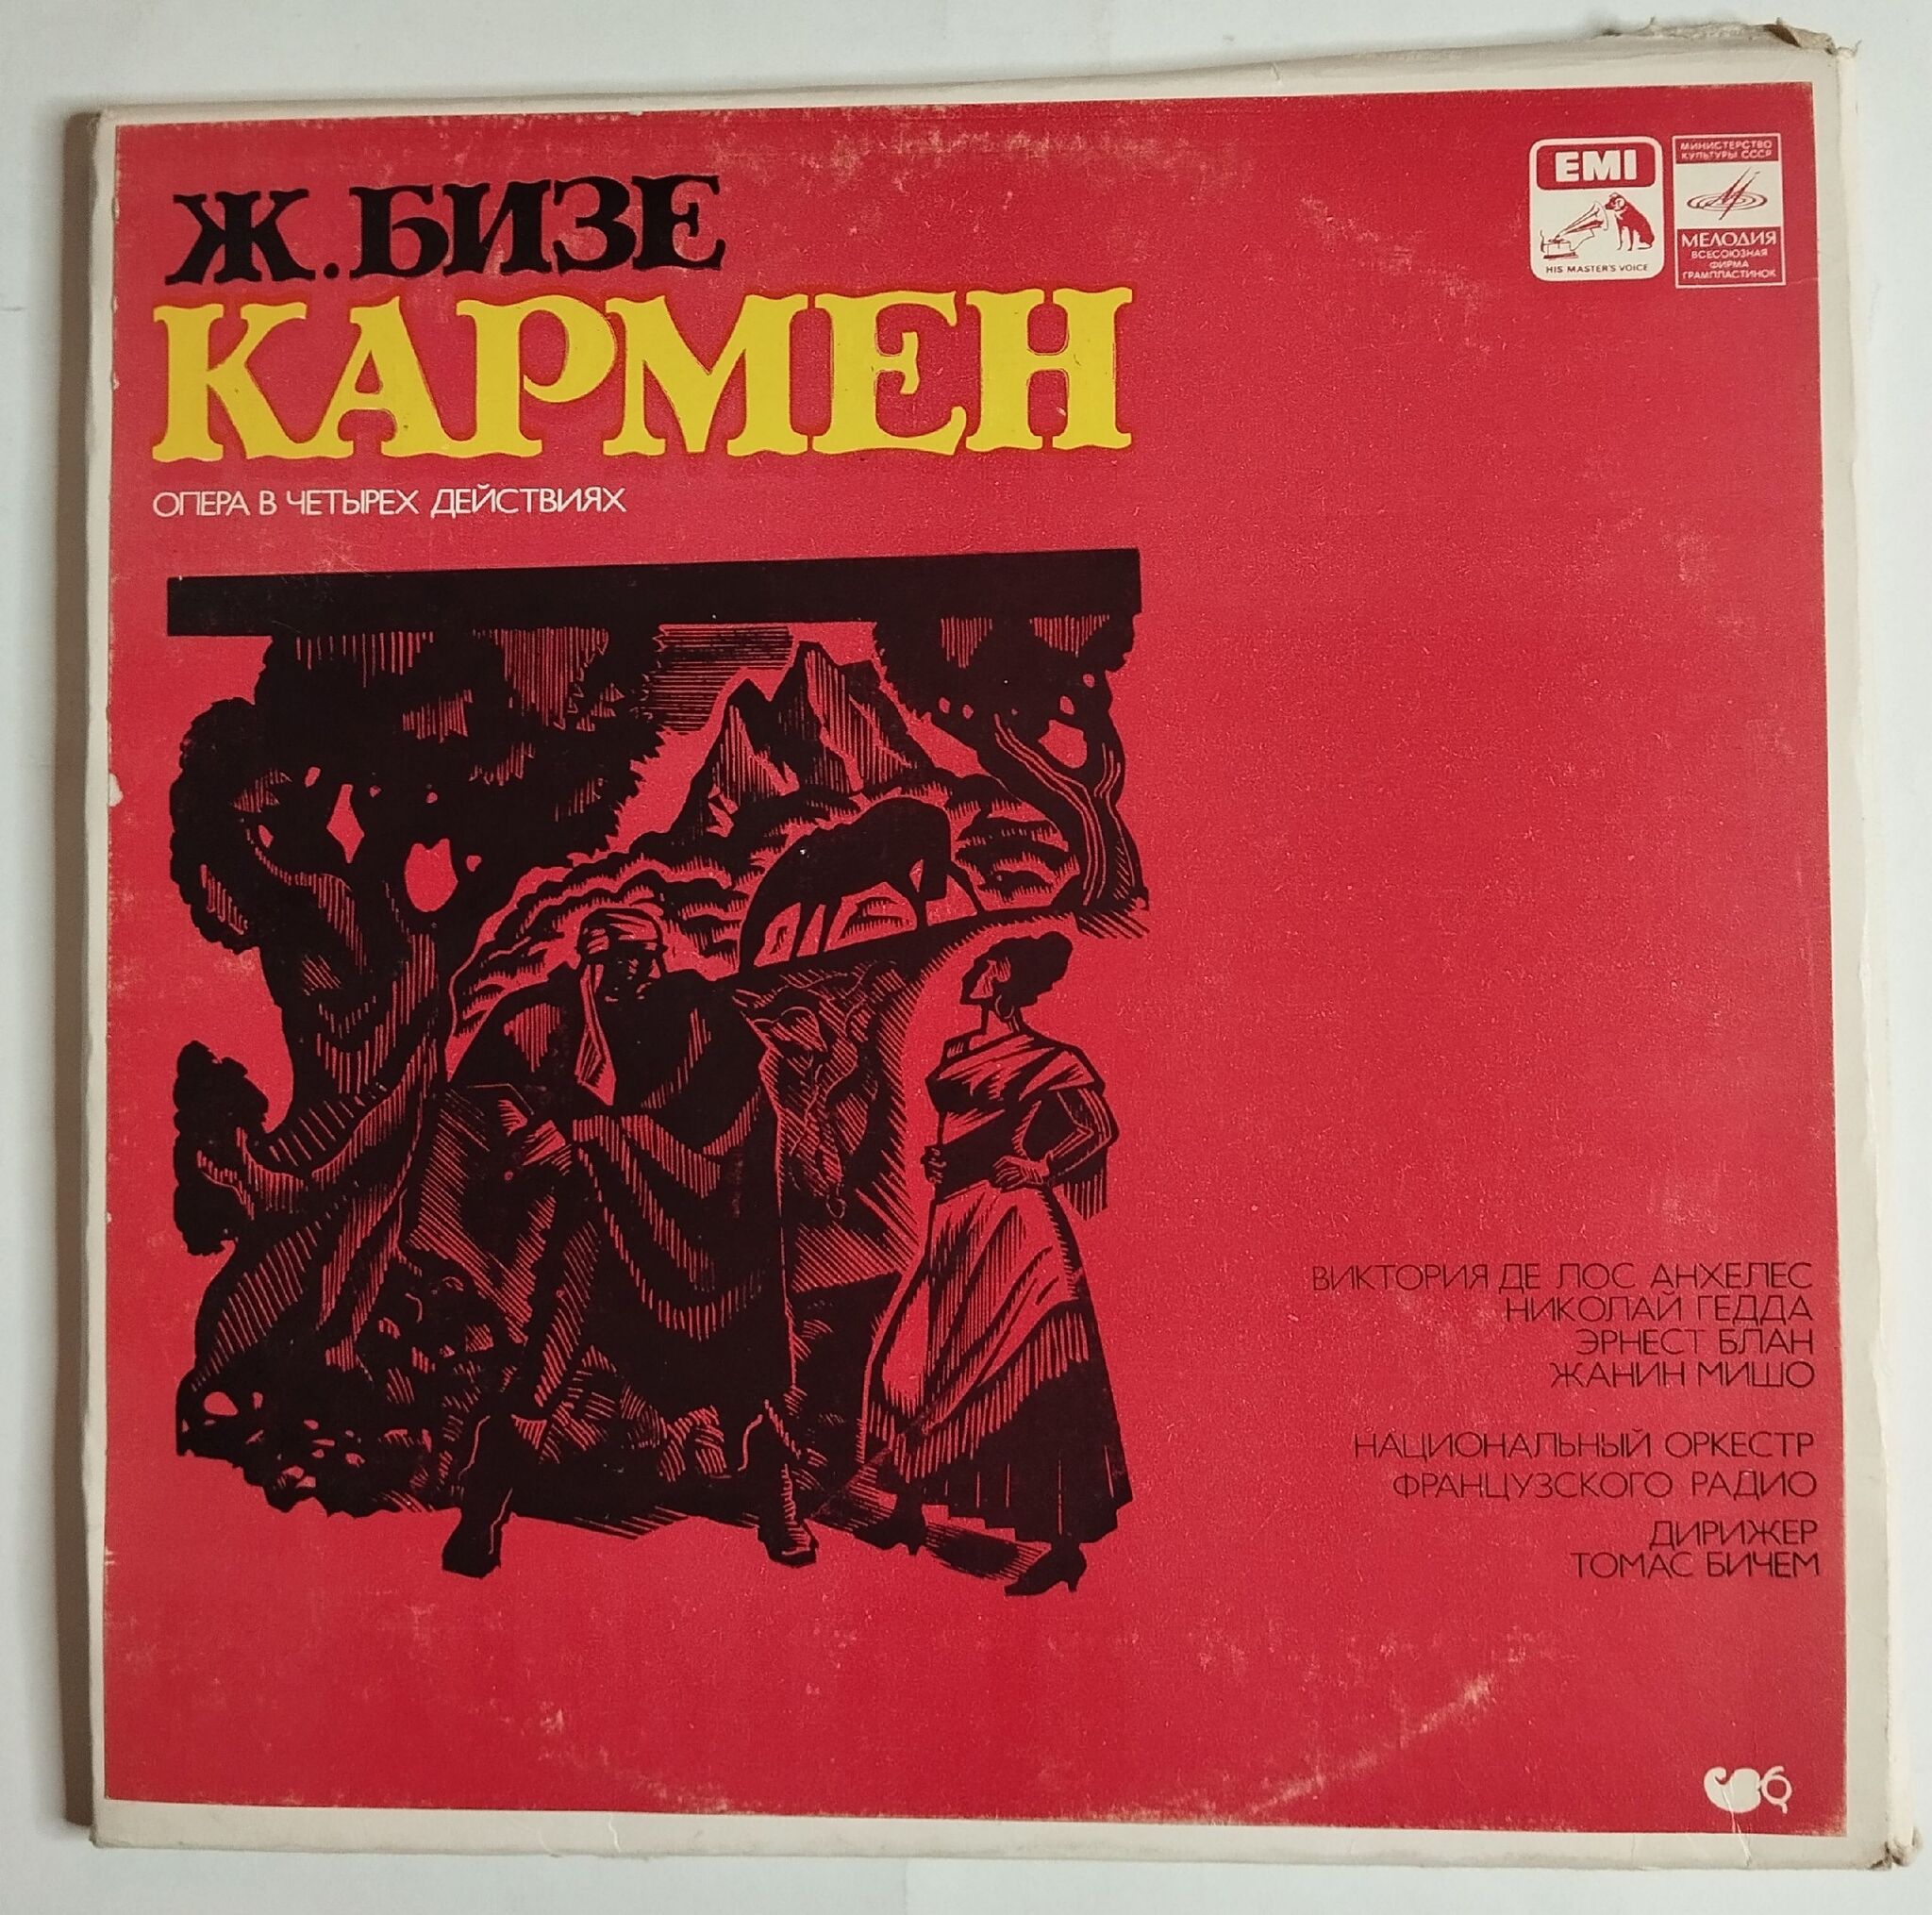 Ж.БИЗЕ
КАРМЕН
ОПЕРА В ЧЕТЫРЕХ ДЕЙСТВИЯХ
EMI
HIS MASTER'S VOICE
МИНИСТЕРСТВО
КУЛЬТУРЫ СССР
МЕЛОДИЯ
ВСЕСОЮЗНАЯ
ФИРМА
ГРАМПЛАСТИНОК
ВИКТОРИЯ ДЕ ЛОС АНХЕЛЕС
НИКОЛАЙ ГЕДДА
ЭРНЕСТ БЛАН
ЖАНИН МИШО
НАЦИОНАЛЬНЫЙ ОРКЕСТР
ФРАНЦУЗСКОГО РАДИО
ДИРИЖЕР
ТОМАС БИЧЕМ